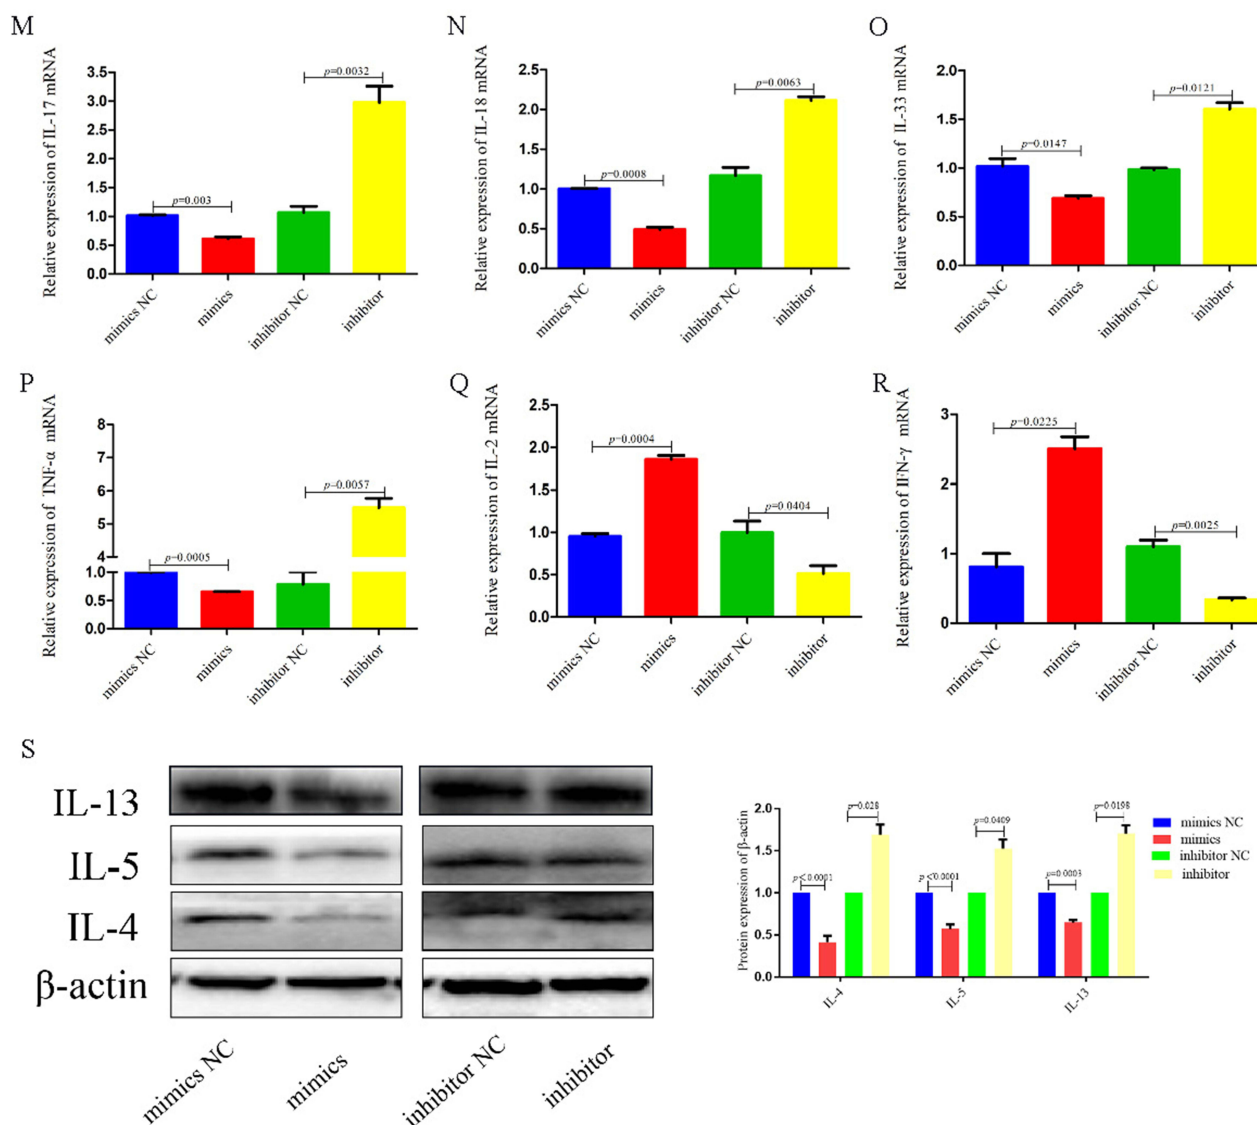 M
Relative expression of IL-17 mRNA
3.5
3.0
2.5
2.0
1.5
1.0
0.5
0.0
p=0.003
p=0.0032
mimics NC
mimics
inhibitor NC
inhibitor
N
Relative expression of IL-18 mRNA
2.5
2.0
1.5
1.0
0.5
0.0
p=0.0008
p=0.0063
mimics NC
mimics
inhibitor NC
inhibitor
O
Relative expression of IL-33 mRNA
2.0
1.5
1.0
0.5
0.0
p=0.0147
p=0.0121
mimics NC
mimics
inhibitor NC
inhibitor
P
Relative expression of TNF-α mRNA
8
7
6
5
4
1.0
0.5
0.0
p=0.0005
p=0.0057
mimics NC
mimics
inhibitor NC
inhibitor
Q
Relative expression of IL-2 mRNA
2.5
2.0
1.5
1.0
0.5
0.0
p=0.0004
p=0.0404
mimics NC
mimics
inhibitor NC
inhibitor
R
Relative expression of IFN-γ mRNA
3
2
1
0
p=0.0225
p=0.0025
mimics NC
mimics
inhibitor NC
inhibitor
S
IL-13
IL-5
IL-4
β-actin
mimics NC
mimics
inhibitor NC
inhibitor
Protein expression of β-actin
2.0
1.5
1.0
0.5
0.0
p<0.0001
p=0.028
p<0.0001
p=0.0409
p=0.0003
p=0.0198
IL-4
IL-5
IL-13
mimics NC
mimics
inhibitor NC
inhibitor